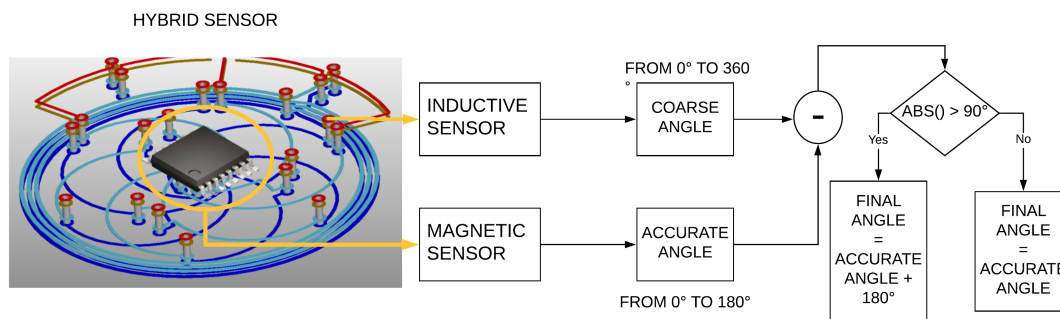 HYBRID SENSOR
INDUCTIVE
SENSOR
FROM 0° TO 360
°
COARSE
ANGLE
-
ABS() > 90°
Yes
No
MAGNETIC
SENSOR
ACCURATE
ANGLE
FROM 0° TO 180°
FINAL
ANGLE
=
ACCURATE
ANGLE +
180°
FINAL
ANGLE
=
ACCURATE
ANGLE